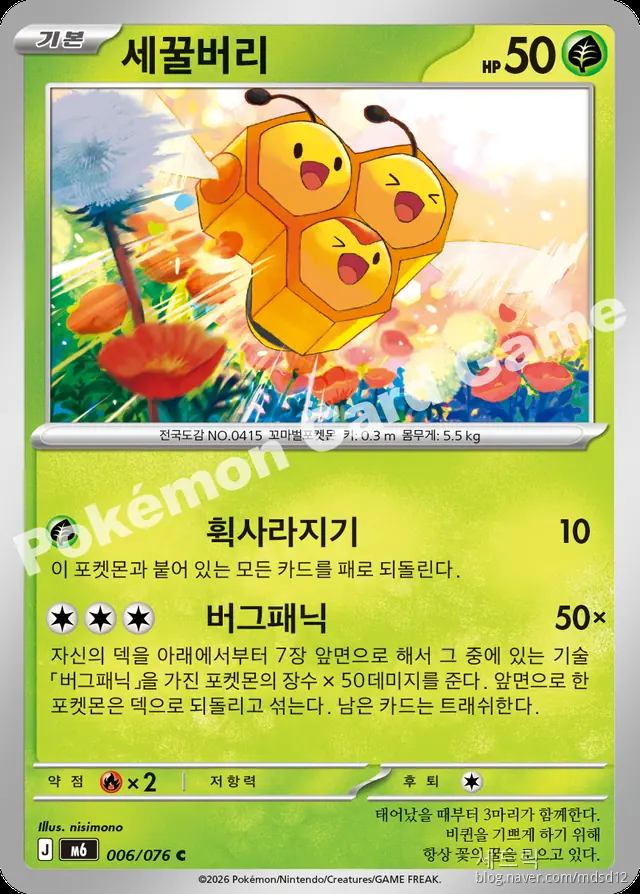 기본 세꿀버리 HP 50
전국도감 NO.0415 꼬마벌포켓몬 키: 0.3 m 몸무게: 5.5 kg
Pokémon Card Game
휙사라지기 10
이 포켓몬과 붙어 있는 모든 카드를 패로 되돌린다.
버그패닉 50×
자신의 덱을 아래에서부터 7장 앞면으로 해서 그 중에 있는 기술
「버그패닉」을 가진 포켓몬의 장수 × 50데미지를 준다. 앞면으로 한
포켓몬은 덱으로 되돌리고 섞는다. 남은 카드는 트래쉬한다.
약점 ×2 저항력 후퇴
태어났을 때부터 3마리가 함께한다.
비퀸을 기쁘게 하기 위해
항상 꽃의 꿀을 모으고 있다.
Illus. nisimono
J M6 006/076 C
©2026 Pokémon/Nintendo/Creatures/GAME FREAK.
세트락
blog.naver.com/mdsd12